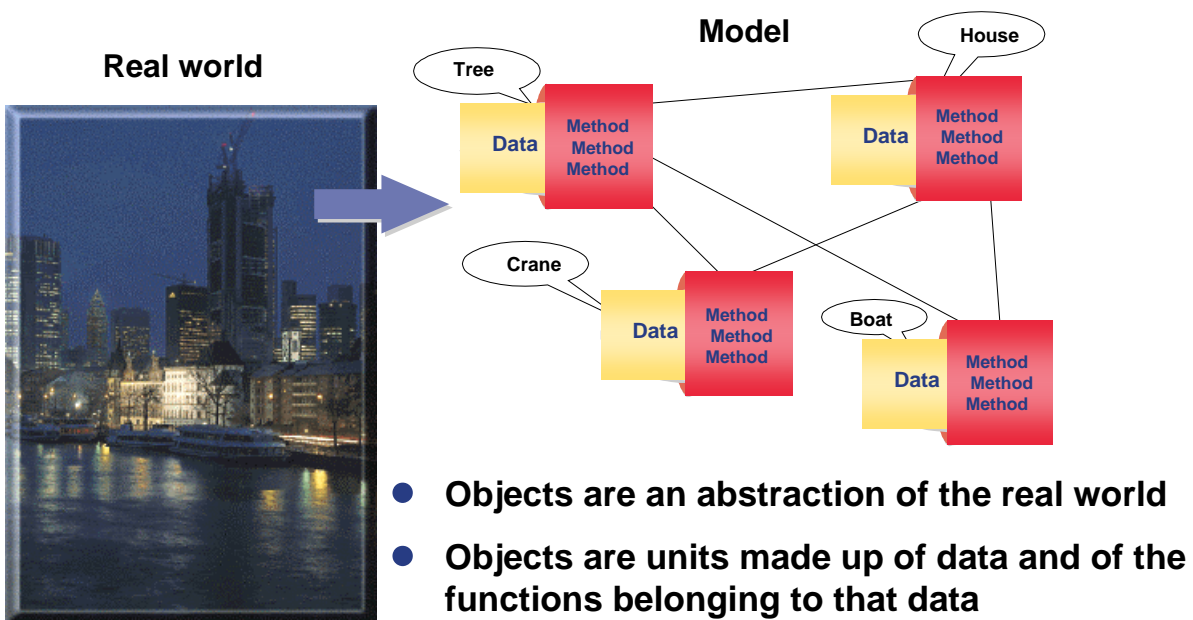 Real world
Model
Tree
Data
Method
Method
Method
House
Data
Method
Method
Method
Crane
Data
Method
Method
Method
Boat
Data
Method
Method
Method
Objects are an abstraction of the real world
Objects are units made up of data and of the
functions belonging to that data